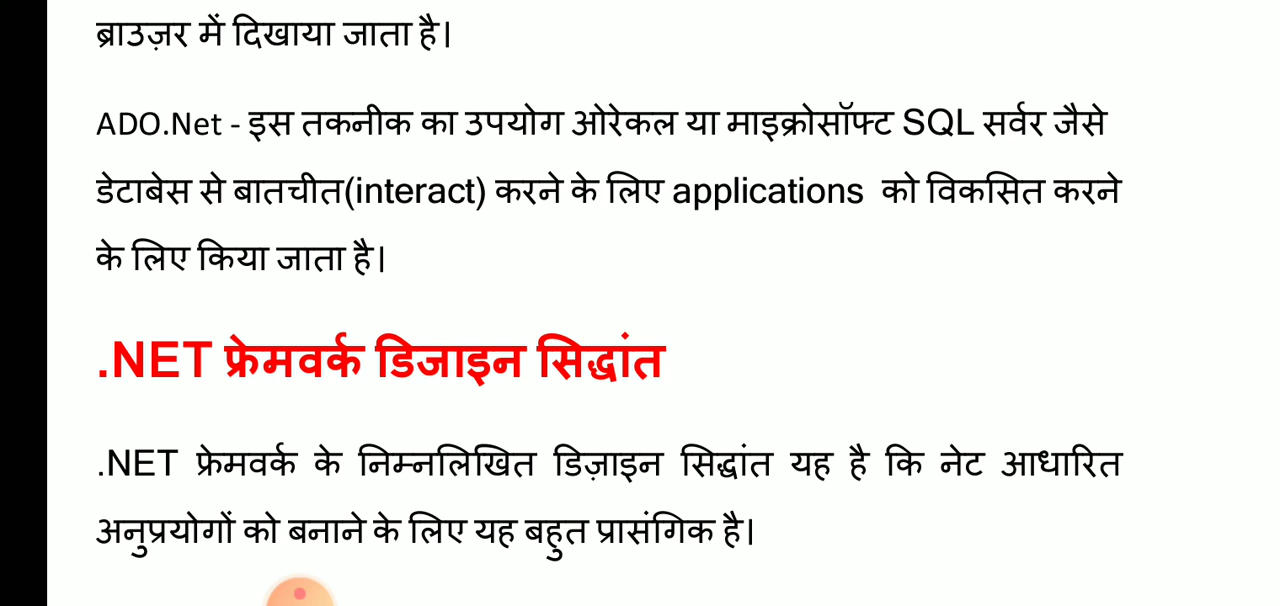 ब्राउज़र में दिखाया जाता है।
ADO.Net - इस तकनीक का उपयोग ओरेकल या माइक्रोसॉफ्ट SQL सर्वर जैसे
डेटाबेस से बातचीत(interact) करने के लिए applications को विकसित करने
के लिए किया जाता है।
.NET फ्रेमवर्क डिजाइन सिद्धांत
.NET फ्रेमवर्क के निम्नलिखित डिज़ाइन सिद्धांत यह है कि नेट आधारित
अनुप्रयोगों को बनाने के लिए यह बहुत प्रासंगिक है।